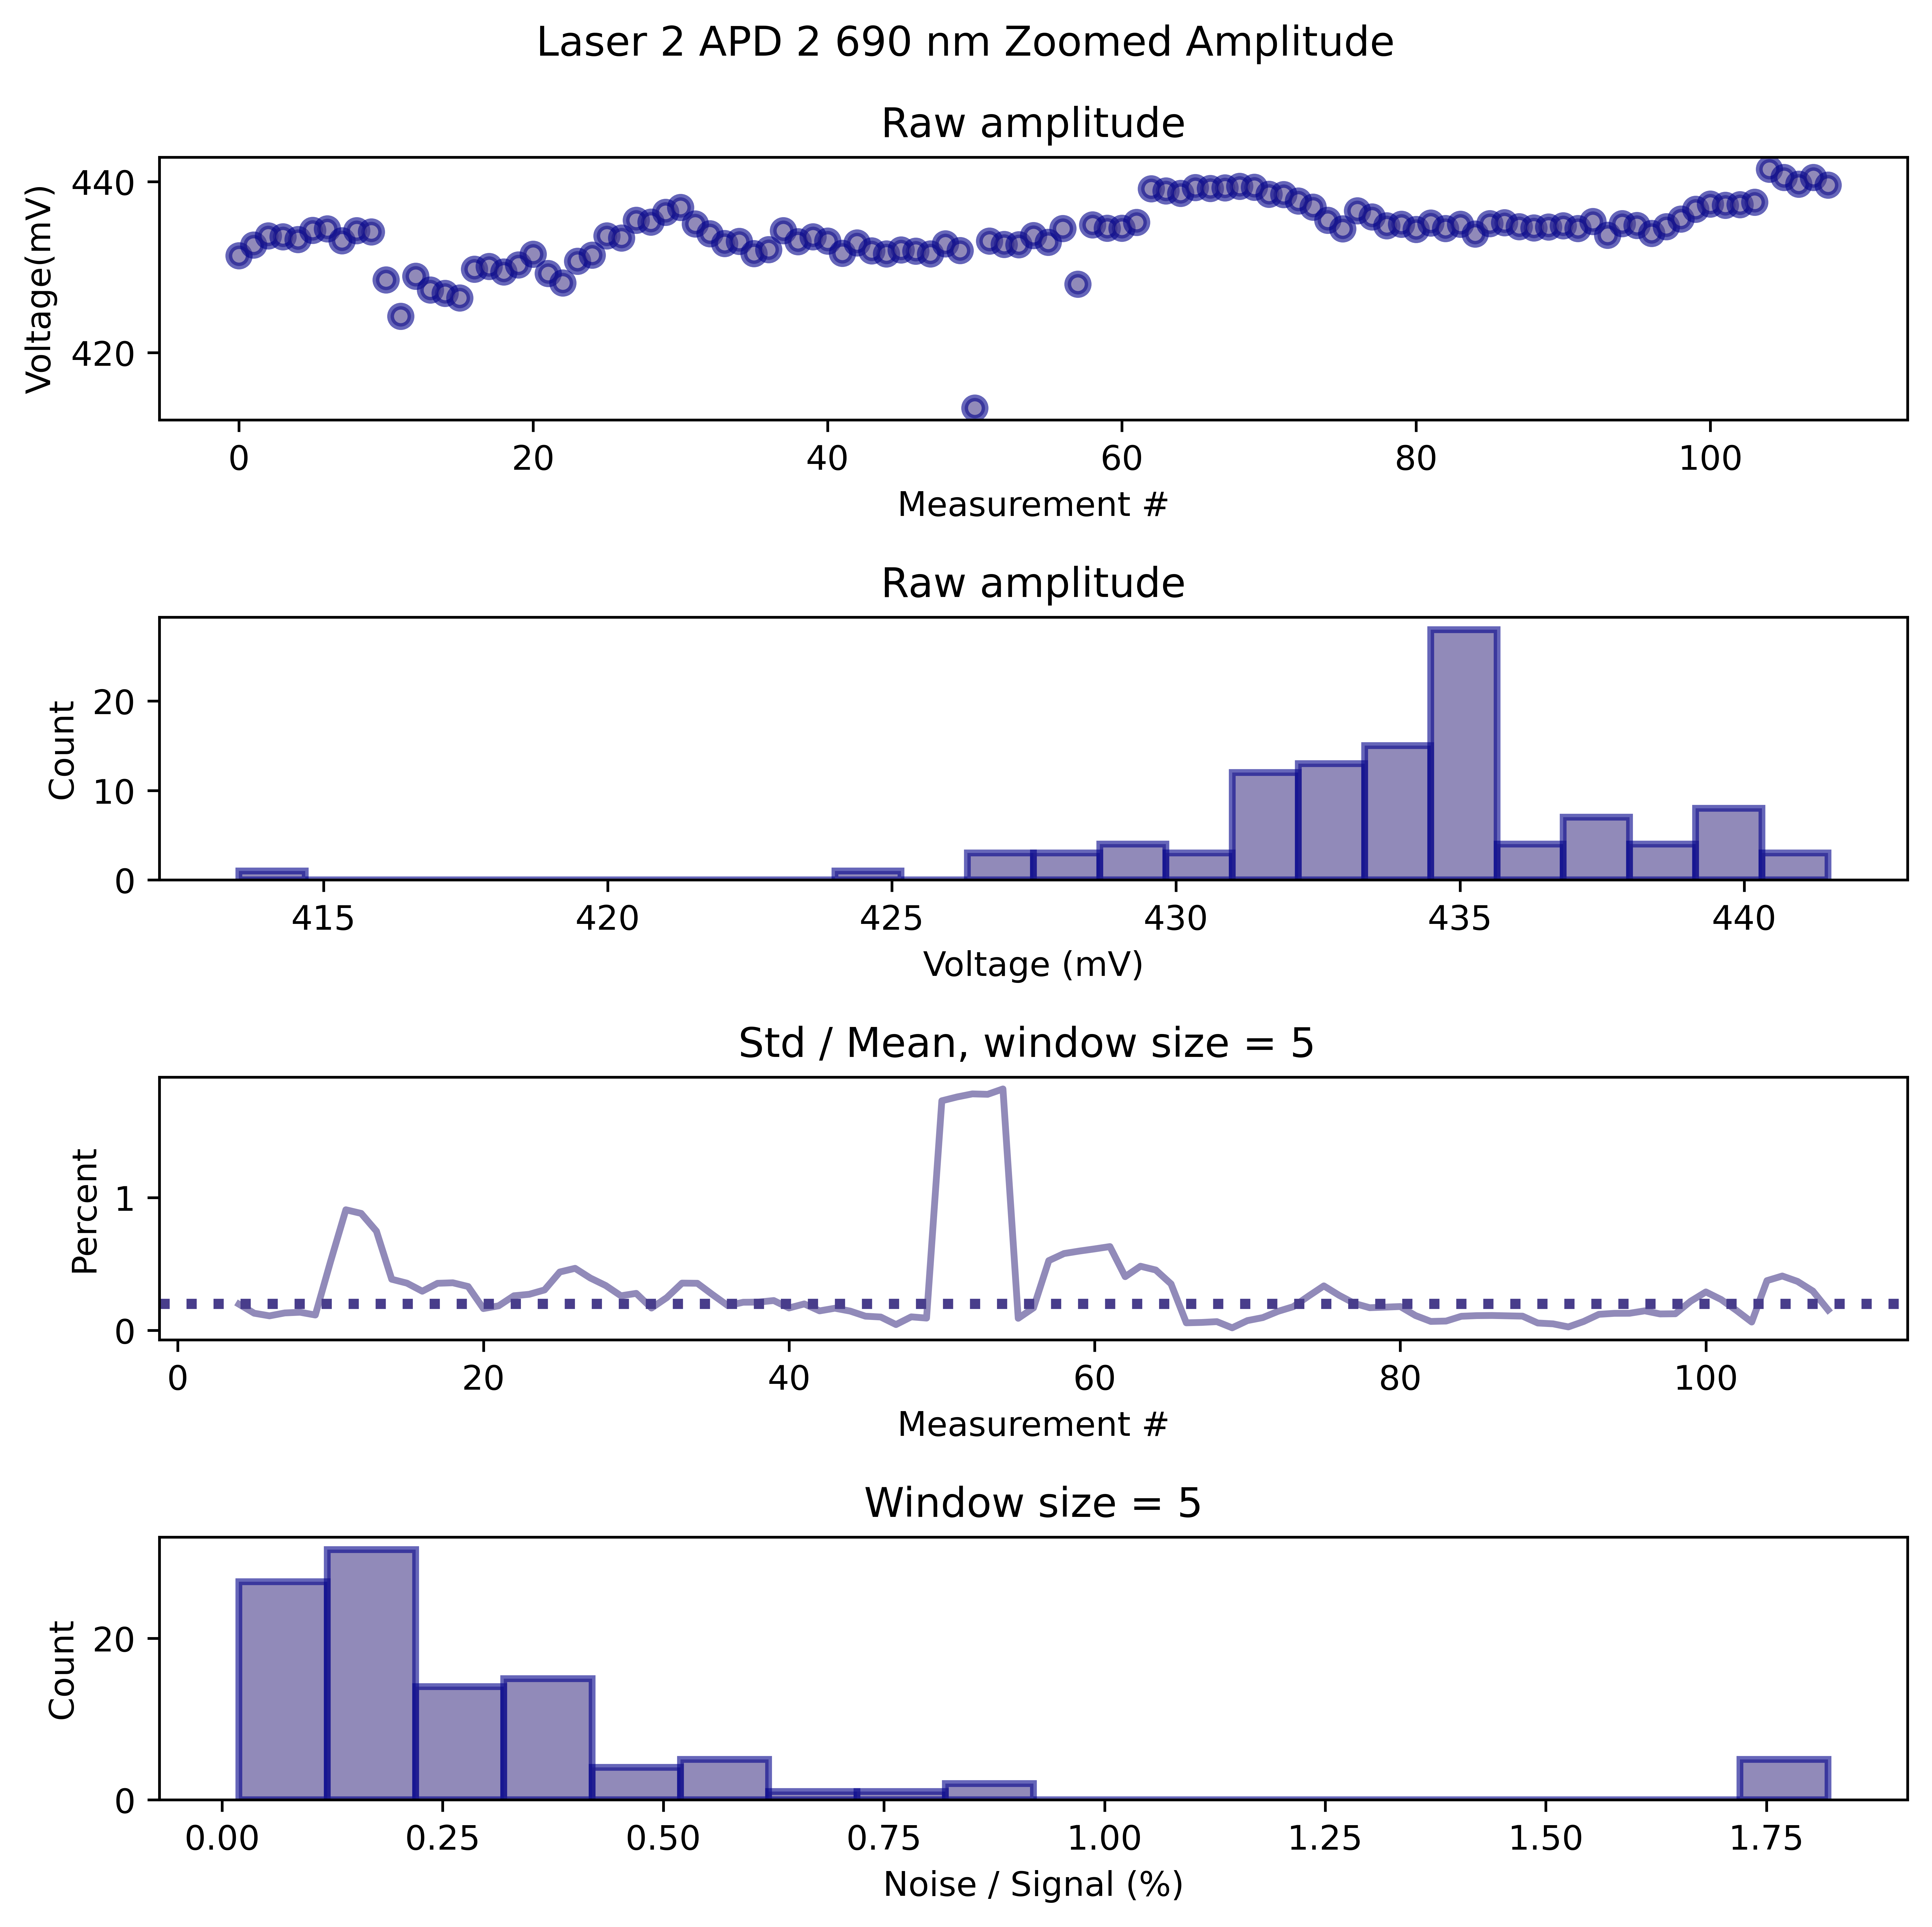 Laser 2 APD 2 690 nm Zoomed Amplitude
Raw amplitude
Voltage(mV)
440
420
0 20 40 60 80 100
Measurement #
Raw amplitude
Count
20
10
0
415 420 425 430 435 440
Voltage (mV)
Std / Mean, window size = 5
Percent
1
0
0 20 40 60 80 100
Measurement #
Window size = 5
Count
20
0
0.00 0.25 0.50 0.75 1.00 1.25 1.50 1.75
Noise / Signal (%)